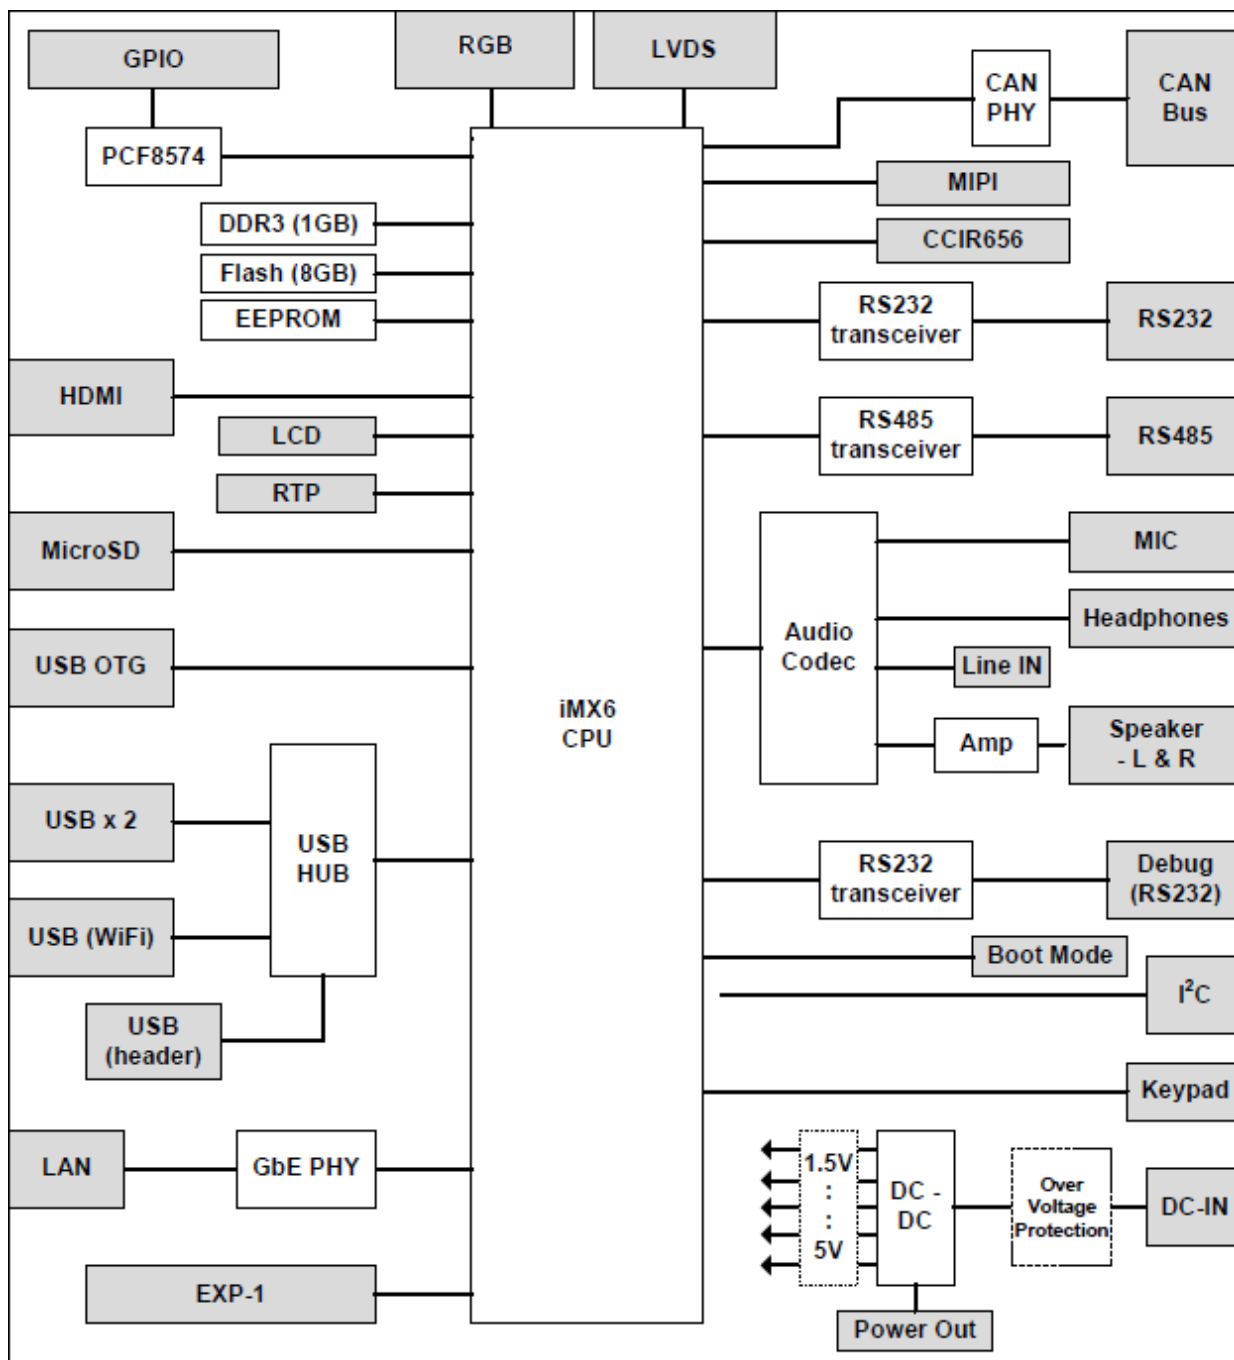 GPIO
RGB
LVDS
CAN
PHY
CAN
Bus
PCF8574
MIPI
DDR3 (1GB)
CCIR656
Flash (8GB)
EEPROM
RS232
transceiver
RS232
HDMI
LCD
RS485
transceiver
RS485
RTP
MicroSD
MIC
Headphones
Audio
Codec
Line IN
USB OTG
iMX6
CPU
Amp
Speaker
- L & R
USB x 2
USB
HUB
RS232
transceiver
Debug
(RS232)
USB (WiFi)
Boot Mode
I²C
USB
(header)
Keypad
LAN
GbE PHY
1.5V
:
:
5V
DC -
DC
Over
Voltage
Protection
DC-IN
EXP-1
Power Out